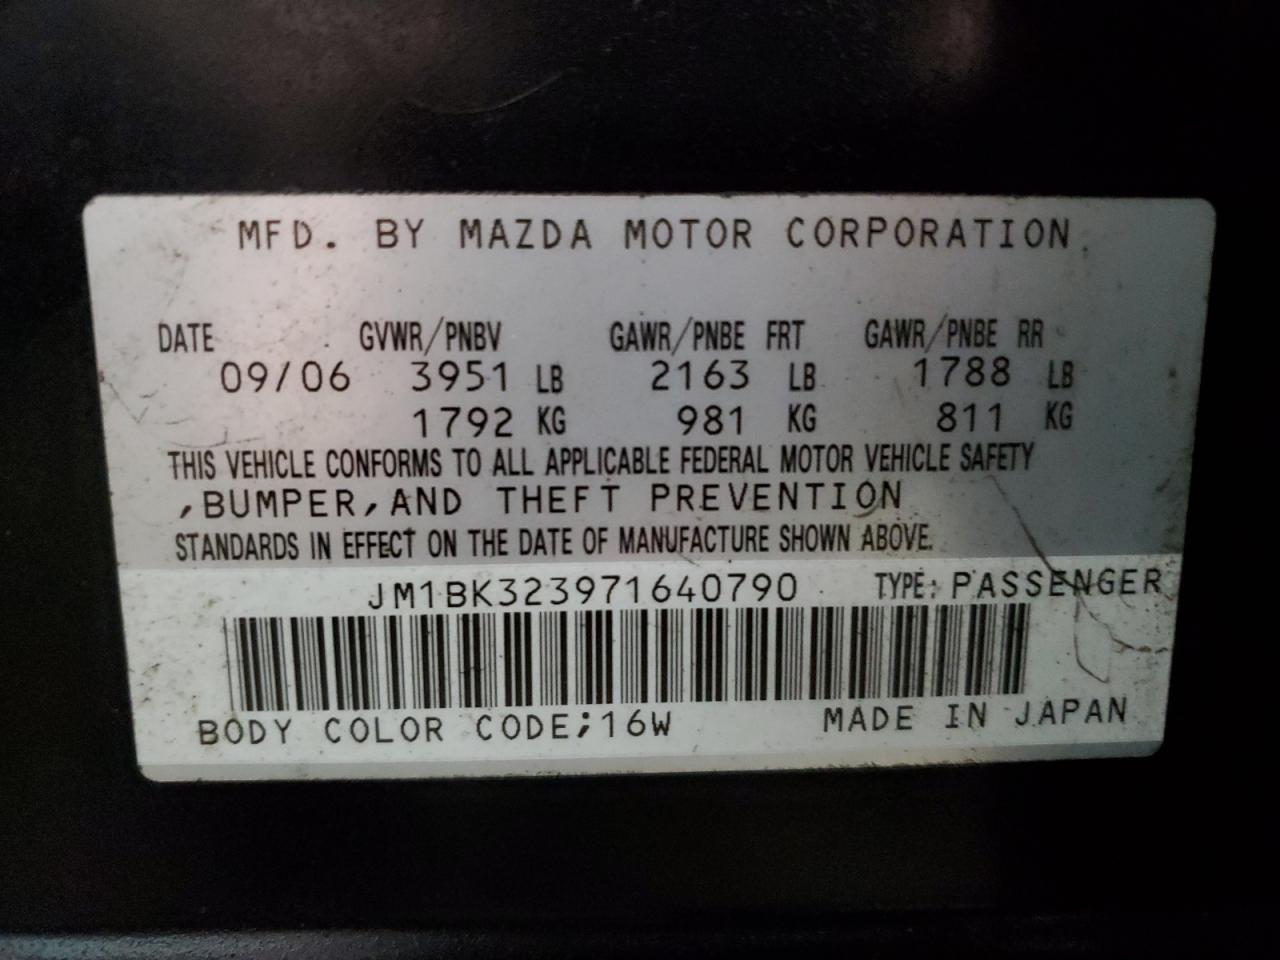 MFD. BY MAZDA MOTOR CORPORATION
DATE GVWR/PNBV GAWR/PNBE FRT GAWR/PNBE RR
09/06 3951 LB 2163 LB 1788 LB
1792 KG 981 KG 811 KG
THIS VEHICLE CONFORMS TO ALL APPLICABLE FEDERAL MOTOR VEHICLE SAFETY
,BUMPER,AND THEFT PREVENTION
STANDARDS IN EFFECT ON THE DATE OF MANUFACTURE SHOWN ABOVE.
JM1BK323971640790 TYPE: PASSENGER
BODY COLOR CODE;16W MADE IN JAPAN